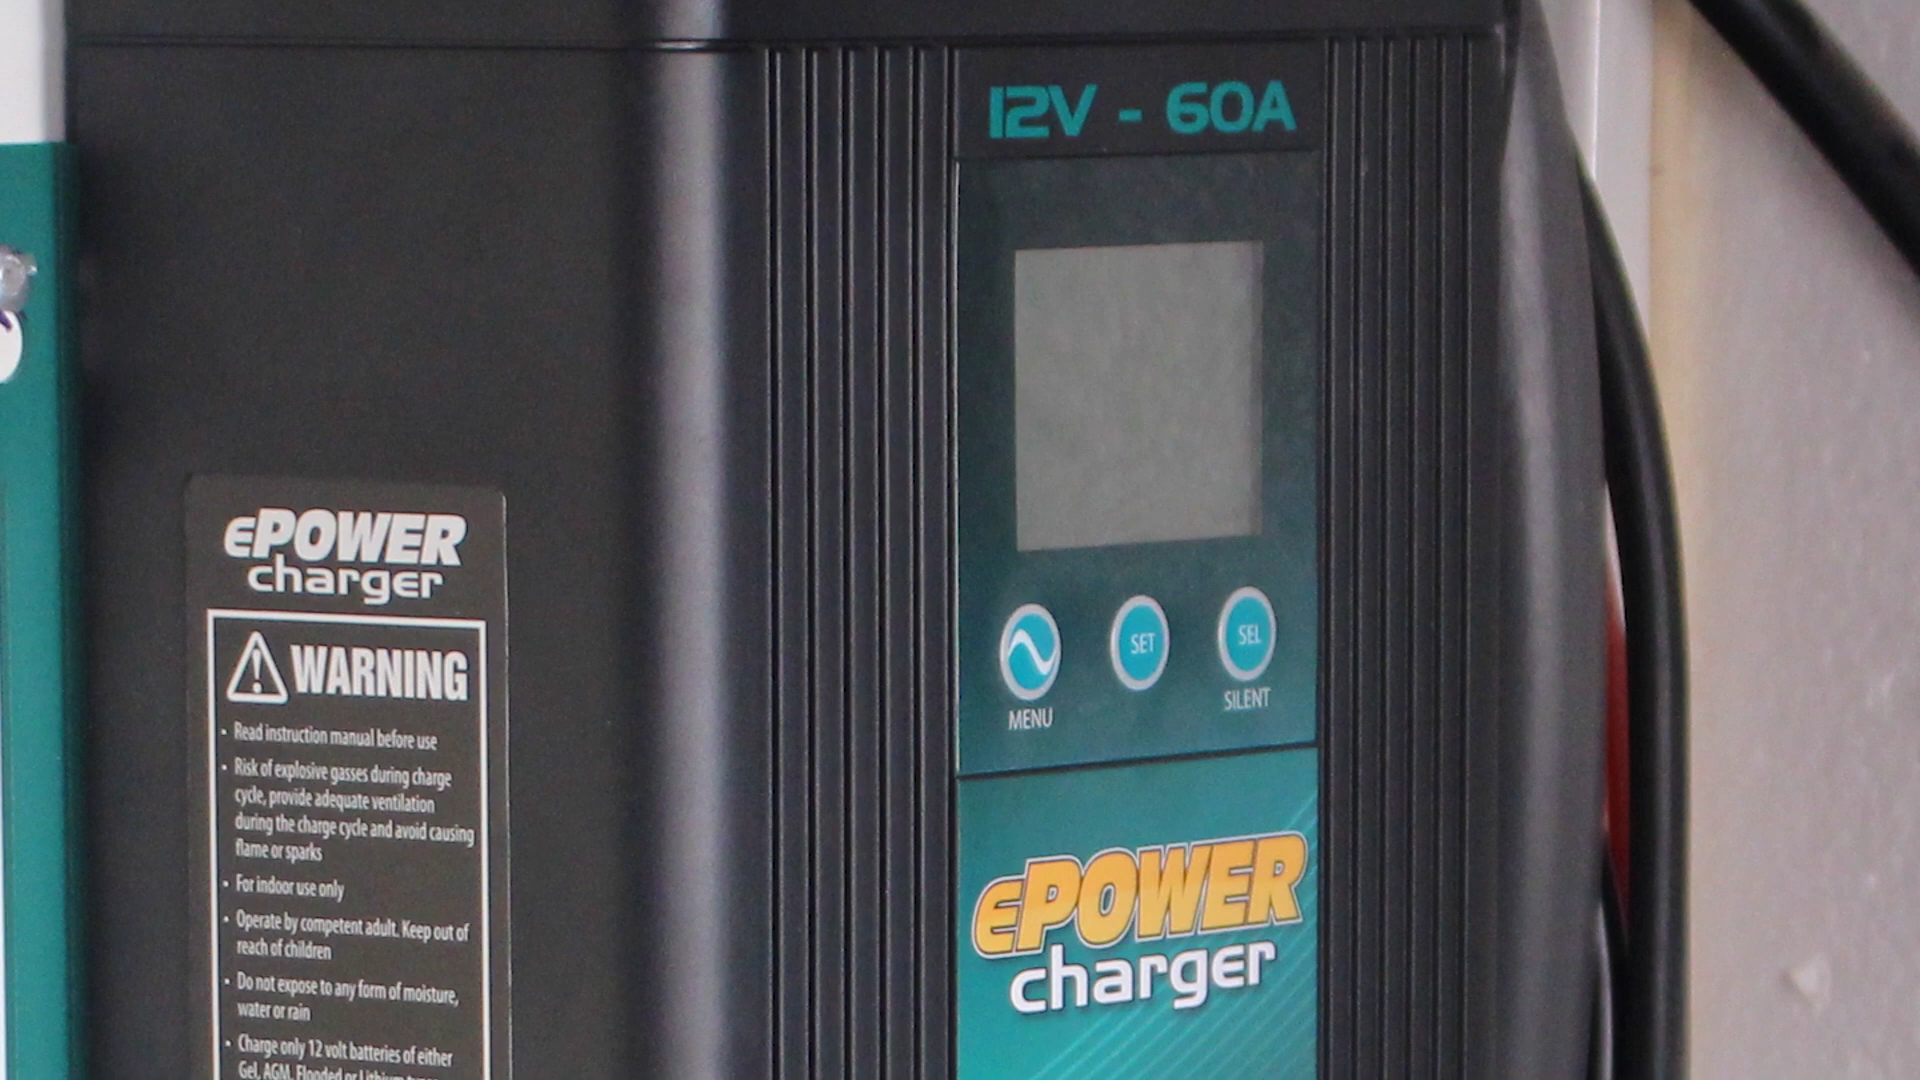 12V - 60A
MENU
SET
SEL
SILENT
ePOWER
charger
ePOWER
charger
WARNING
• Read instruction manual before use
• Risk of explosive gasses during charge
cycle, provide adequate ventilation
during the charge cycle and avoid causing
flame or sparks
• For indoor use only
• Operate by competent adult. Keep out of
reach of children
• Do not expose to any form of moisture,
water or rain
• Charge only 12 volt batteries of either
Gel, AGM, Flooded or Lithium